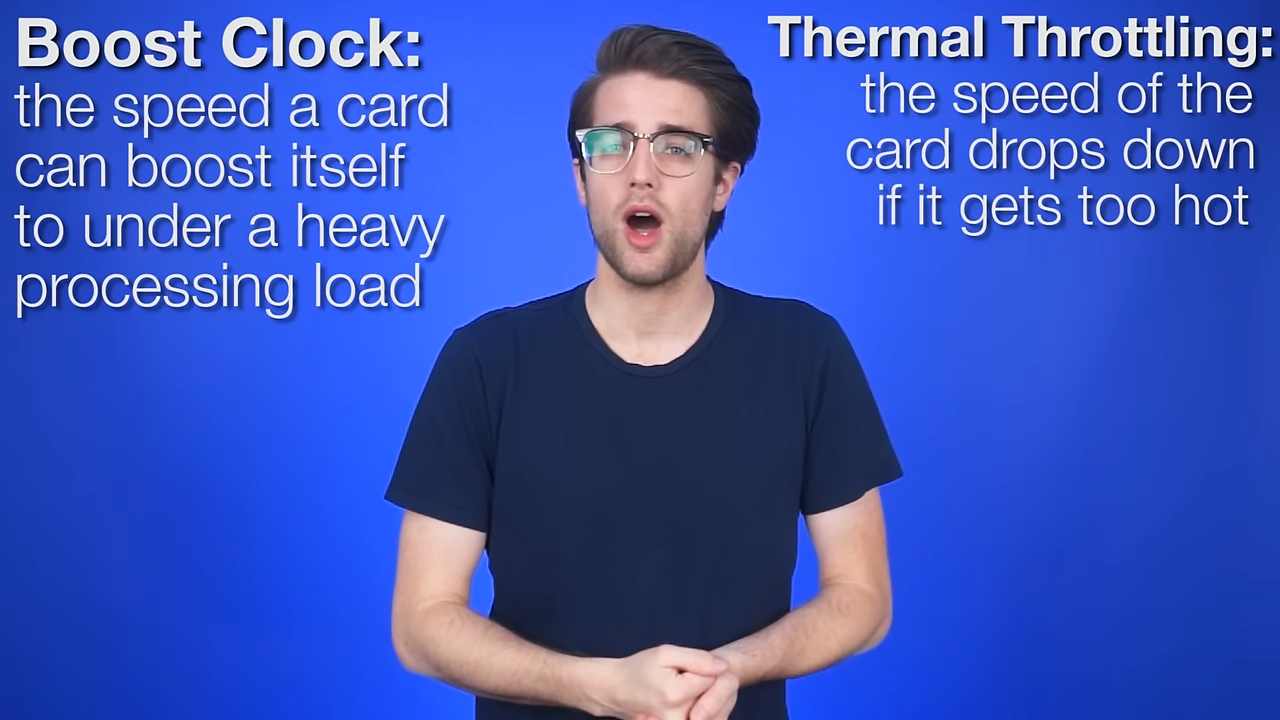 Boost Clock:
the speed a card
can boost itself
to under a heavy
processing load
Thermal Throttling:
the speed of the
card drops down
if it gets too hot